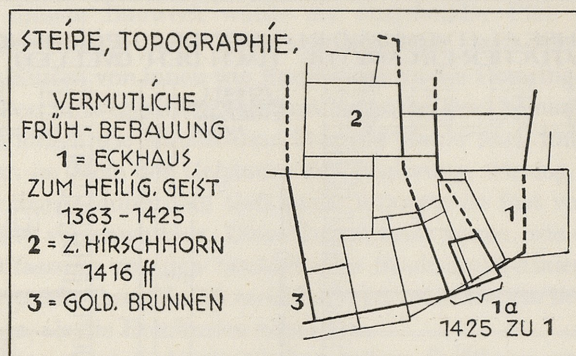 STEIPE, TOPOGRAPHIE,
VERMUTLICHE
FRÜH-BEBAUUNG
1 = ECKHAUS
ZUM HEILIG. GEIST
1363-1425
2 = Z. HIRSCHHORN
1416 ff
3 = GOLD. BRUNNEN
2
1
3
1a
1425 ZU 1